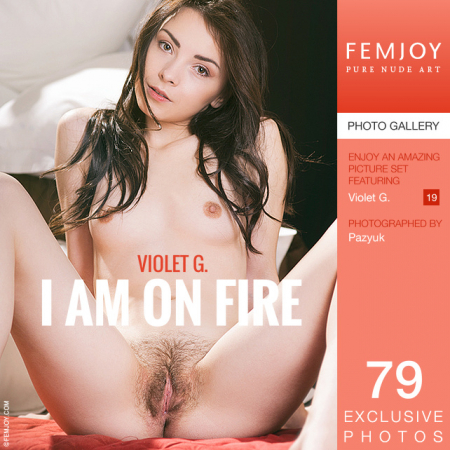 FEMJOY
PURE NUDE ART
PHOTO GALLERY
ENJOY AN AMAZING
PICTURE SET
FEATURING
Violet G. 19
PHOTOGRAPHED BY
Pazyuk
VIOLET G.
I AM ON FIRE
79
EXCLUSIVE
PHOTOS
©FEMJOY.COM